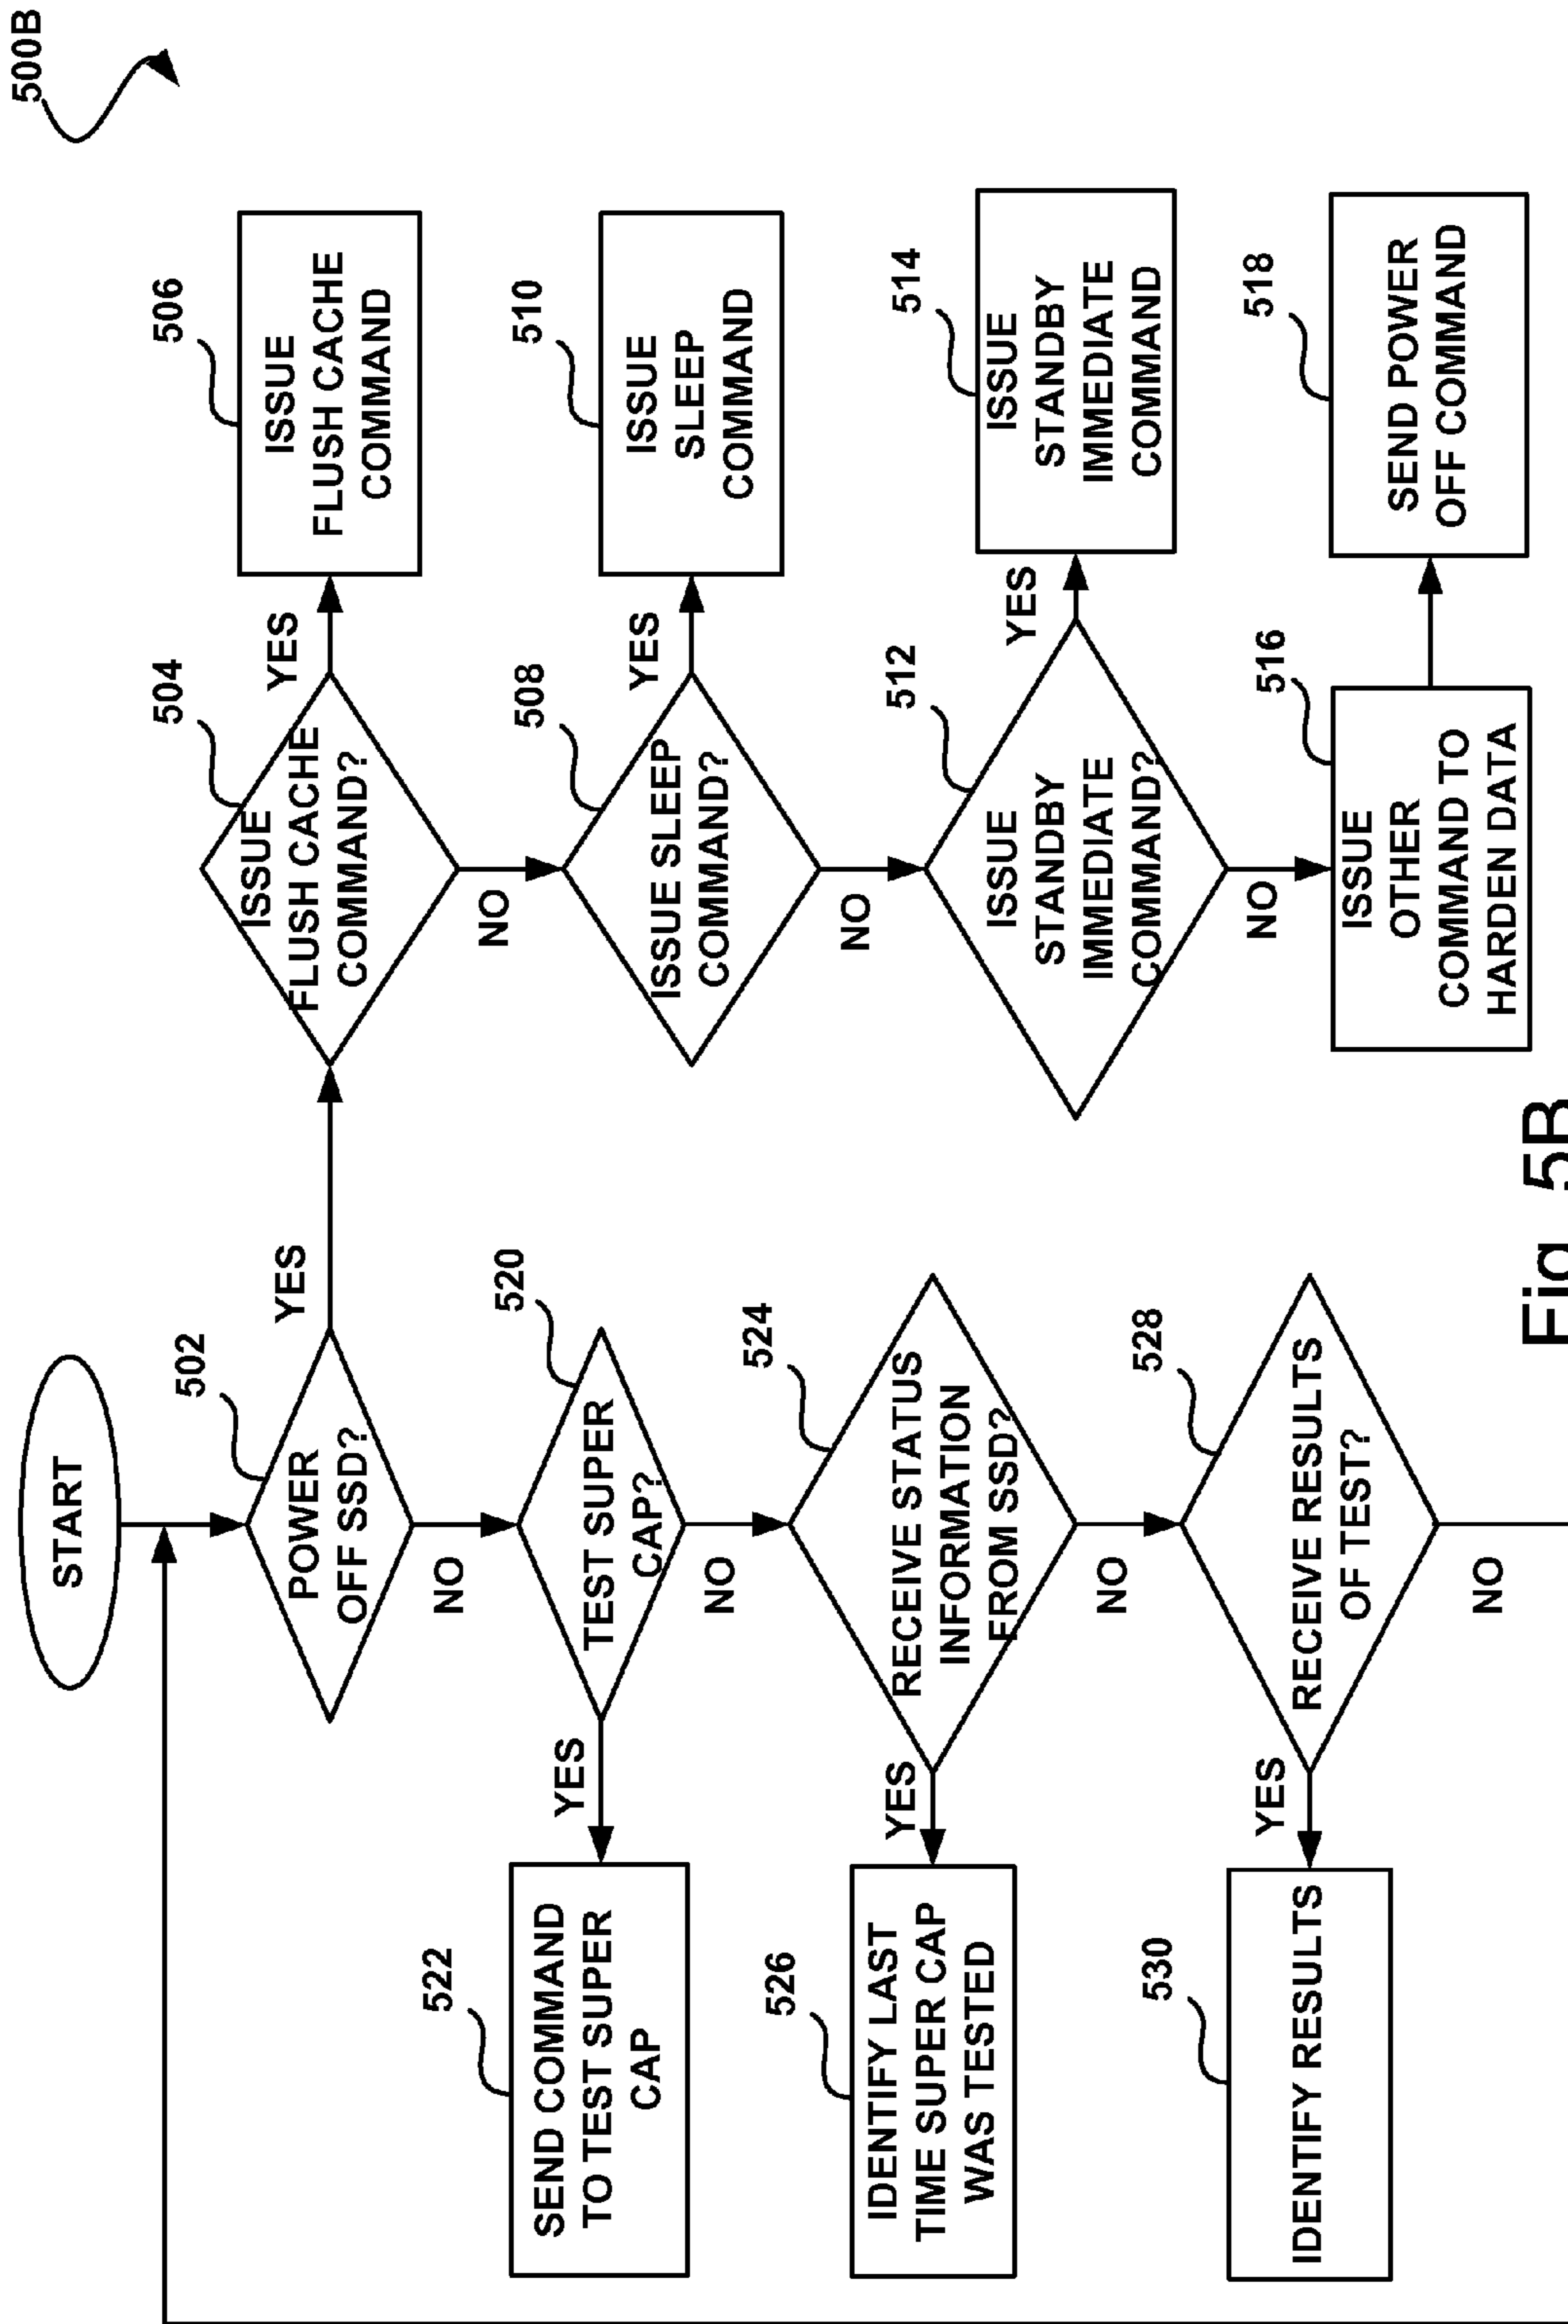 500B
START
502
POWER
OFF SSD?
YES
NO
504
ISSUE
FLUSH CACHE
COMMAND?
YES
NO
506
ISSUE
FLUSH CACHE
COMMAND
508
ISSUE SLEEP
COMMAND?
YES
NO
510
ISSUE
SLEEP
COMMAND
512
ISSUE
STANDBY
IMMEDIATE
COMMAND?
YES
NO
514
ISSUE
STANDBY
IMMEDIATE
COMMAND
516
ISSUE
OTHER
COMMAND TO
HARDEN DATA
518
SEND POWER
OFF COMMAND
520
TEST SUPER
CAP?
YES
NO
522
SEND COMMAND
TO TEST SUPER
CAP
524
RECEIVE STATUS
INFORMATION
FROM SSD?
YES
NO
526
IDENTIFY LAST
TIME SUPER CAP
WAS TESTED
528
RECEIVE RESULTS
OF TEST?
YES
NO
530
IDENTIFY RESULTS
Fig. 5B